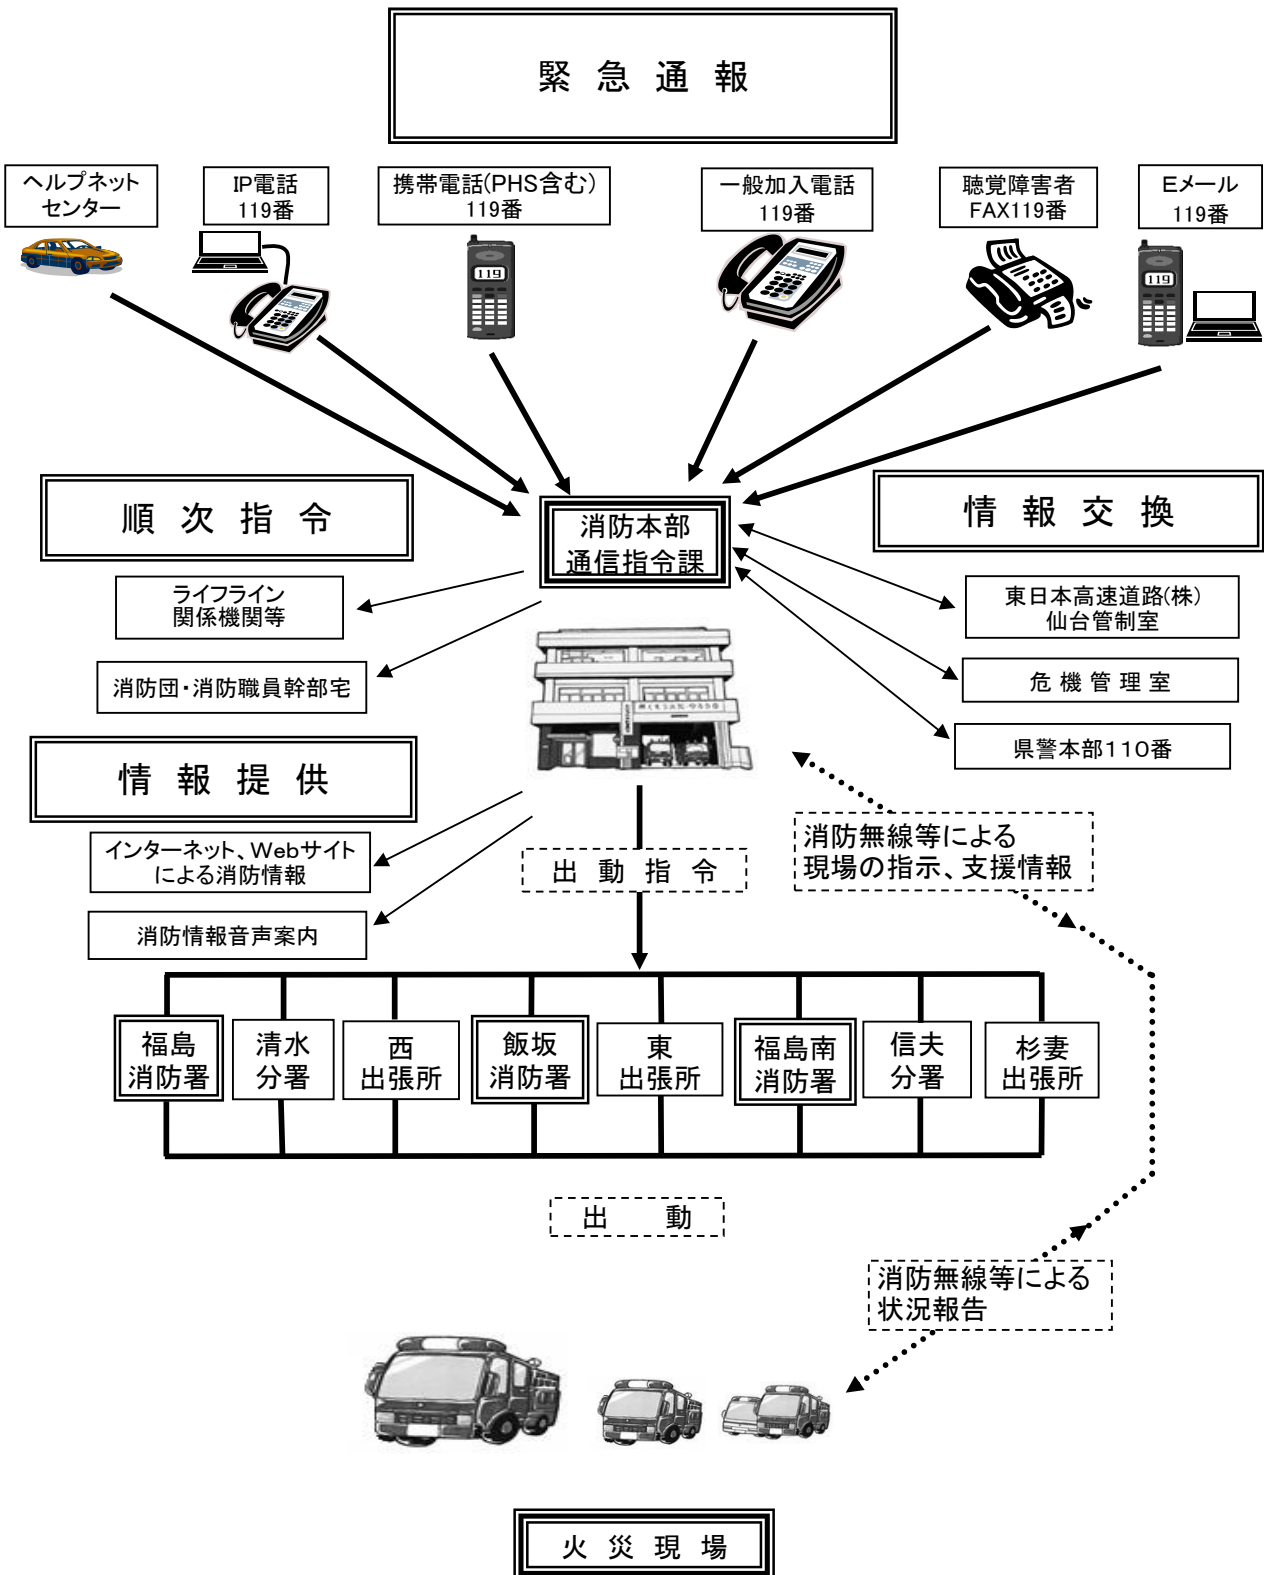 緊急通報
ヘルプネット
センター
IP電話
119番
携帯電話(PHS含む)
119番
一般加入電話
119番
聴覚障害者
FAX119番
Eメール
119番
119
119
順次指令
消防本部
通信指令課
情報交換
ライフライン
関係機関等
東日本高速道路(株)
仙台管制室
消防団・消防職員幹部宅
危機管理室
県警本部110番
情報提供
インターネット、Webサイト
による消防情報
出動指令
消防無線等による
現場の指示、支援情報
消防情報音声案内
福島
消防署
清水
分署
西
出張所
飯坂
消防署
東
出張所
福島南
消防署
信夫
分署
杉妻
出張所
出動
消防無線等による
状況報告
火災現場